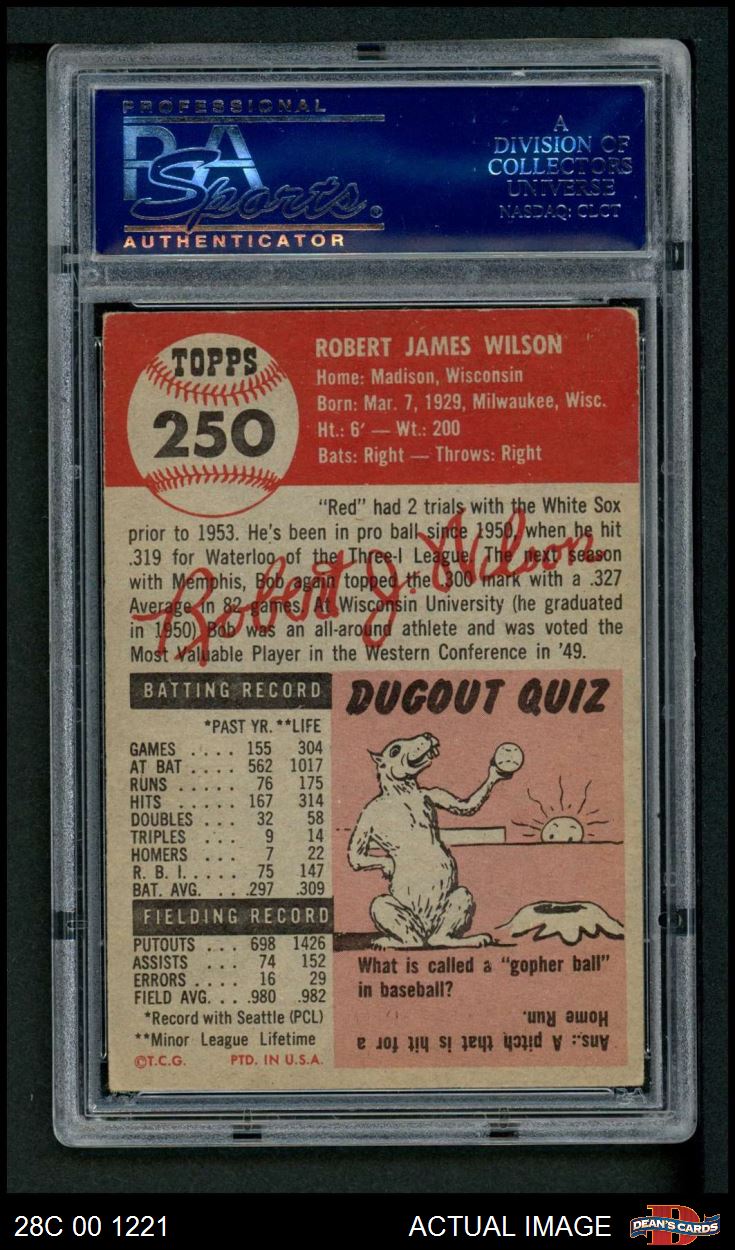 PROFESSIONAL
PSA
Sports®
AUTHENTICATOR
A
DIVISION OF
COLLECTORS
UNIVERSE
NASDAQ: CLCT
TOPPS
250
ROBERT JAMES WILSON
Home: Madison, Wisconsin
Born: Mar. 7, 1929, Milwaukee, Wisc.
Ht.: 6' — Wt.: 200
Bats: Right — Throws: Right
"Red" had 2 trials with the White Sox
prior to 1953. He's been in pro ball since 1950, when he hit
.319 for Waterloo of the Three-I League. The next season
with Memphis, Bob again topped the .300 mark with a .327
Average in 82 games. At Wisconsin University (he graduated
in 1950) Bob was an all-around athlete and was voted the
Most Valuable Player in the Western Conference in '49.
Robert J. Wilson
BATTING RECORD
*PAST YR. **LIFE
GAMES .... 155 304
AT BAT .... 562 1017
RUNS ..... 76 175
HITS ..... 167 314
DOUBLES ... 32 58
TRIPLES ... 9 14
HOMERS ... 7 22
R. B. I. .... 75 147
BAT. AVG. ... .297 .309
FIELDING RECORD
PUTOUTS ... 698 1426
ASSISTS ... 74 152
ERRORS .... 16 29
FIELD AVG. ... .980 .982
*Record with Seattle (PCL)
**Minor League Lifetime
©T.C.G. PTD. IN U.S.A.
DUGOUT QUIZ
What is called a "gopher ball"
in baseball?
Ans.: A pitch that is hit for a
Home Run.
28C 00 1221
ACTUAL IMAGE
DEAN'S CARDS